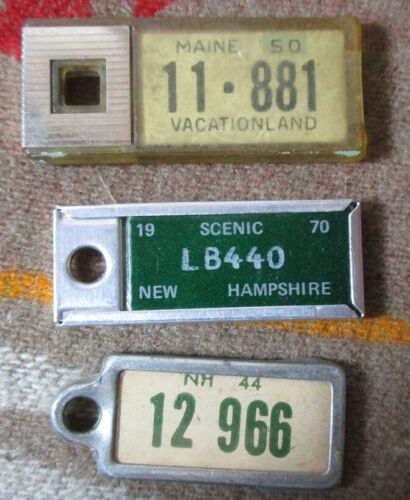 MAINE 50
11·881
VACATIONLAND
19 SCENIC 70
LB440
NEW HAMPSHIRE
NH 44
12 966